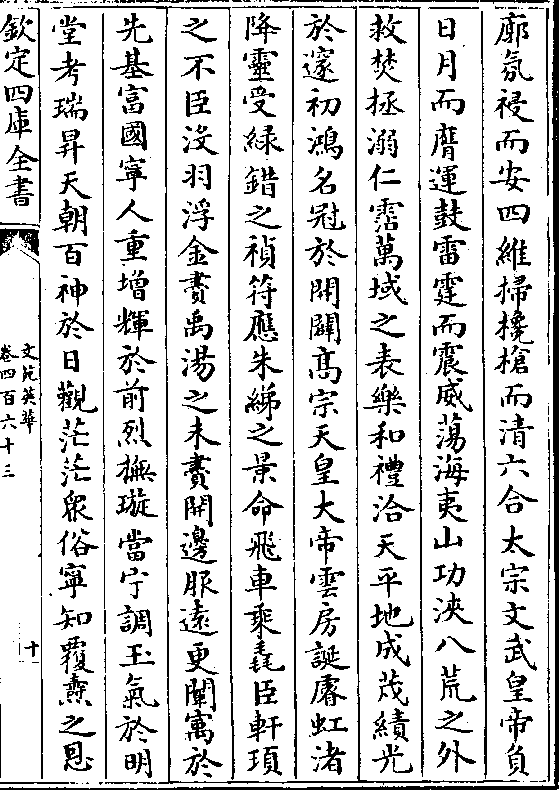 廓氛祲而安四維掃攙槍而清六合太宗文武皇帝負
日月而膺運鼓雷霆而震威蕩海夷山功浹八荒之外
救焚拯溺仁霑萬域之表樂和禮洽天平地成茂績光
於邃初鴻名冠於開闢髙宗天皇大帝雲房誕睿虹渚
降靈受緑錯之禎符應朱綈之景命飛車乘毳臣軒頊
之不臣没羽浮金賮禹湯之未賮開邊服逺更闡寓於
先基富國寧人重增輝於前烈撫璇當宁調玉氣於明
堂考瑞昇天朝百神於日觀茫茫衆俗寧知覆燾之恩
欽定四庫全書
文苑英華
卷四百六十三
十